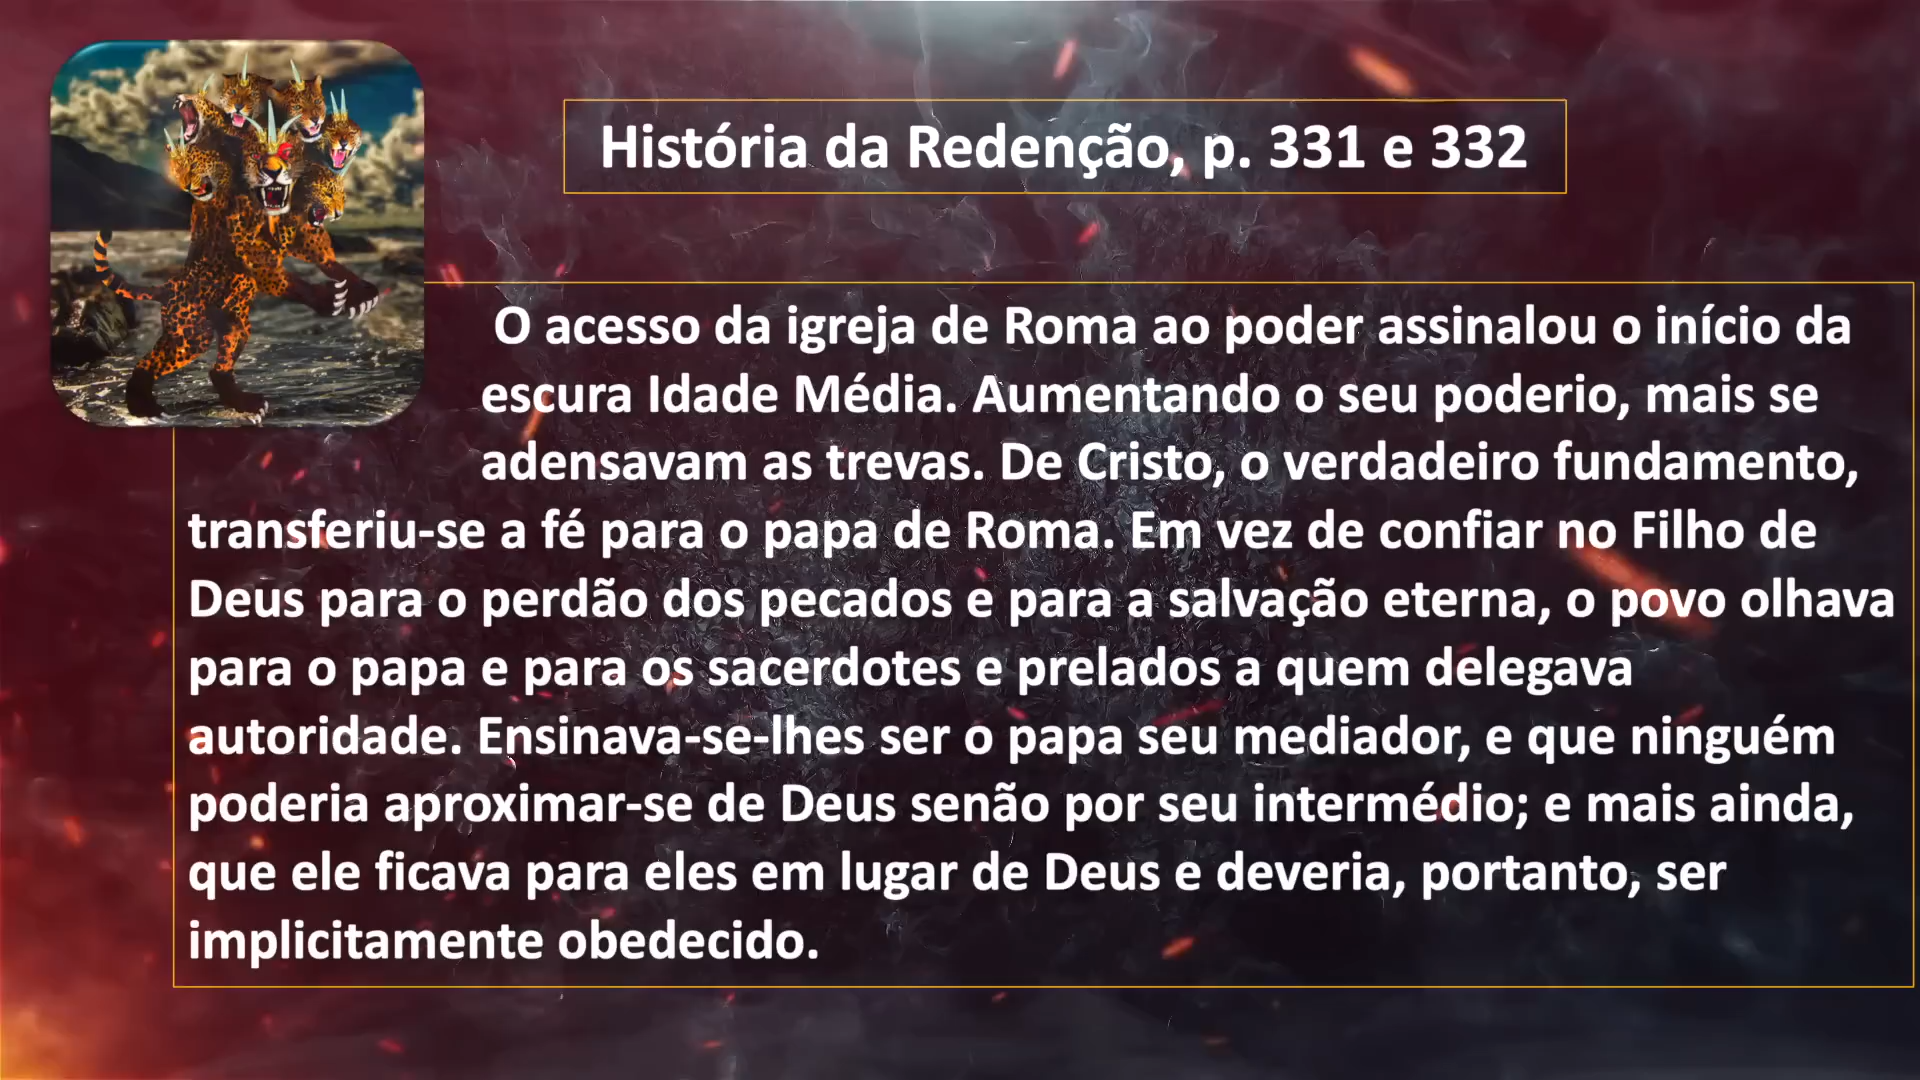 História da Redenção, p. 331 e 332
O acesso da igreja de Roma ao poder assinalou o início da
escura Idade Média. Aumentando o seu poderio, mais se
adensavam as trevas. De Cristo, o verdadeiro fundamento,
transferiu-se a fé para o papa de Roma. Em vez de confiar no Filho de
Deus para o perdão dos pecados e para a salvação eterna, o povo olhava
para o papa e para os sacerdotes e prelados a quem delegava
autoridade. Ensinava-se-lhes ser o papa seu mediador, e que ninguém
poderia aproximar-se de Deus senão por seu intermédio; e mais ainda,
que ele ficava para eles em lugar de Deus e deveria, portanto, ser
implicitamente obedecido.